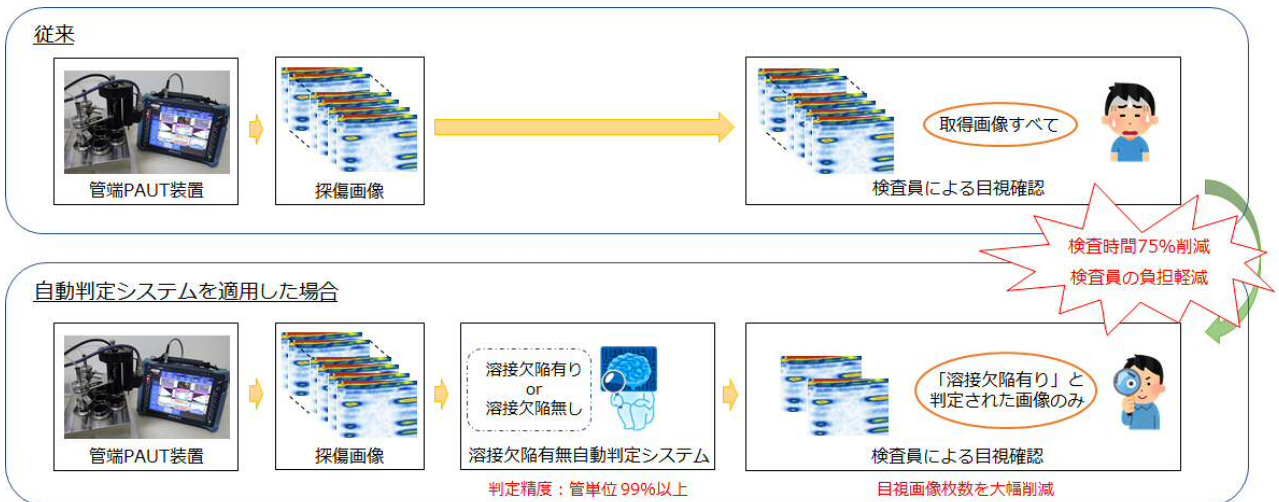 従来
管端PAUT装置
探傷画像
取得画像すべて
検査員による目視確認
検査時間75%削減
検査員の負担軽減
自動判定システムを適用した場合
管端PAUT装置
探傷画像
溶接欠陥有り
or
溶接欠陥無し
溶接欠陥有無自動判定システム
判定精度：管単位 99%以上
「溶接欠陥有り」と
判定された画像のみ
検査員による目視確認
目視画像枚数を大幅削減